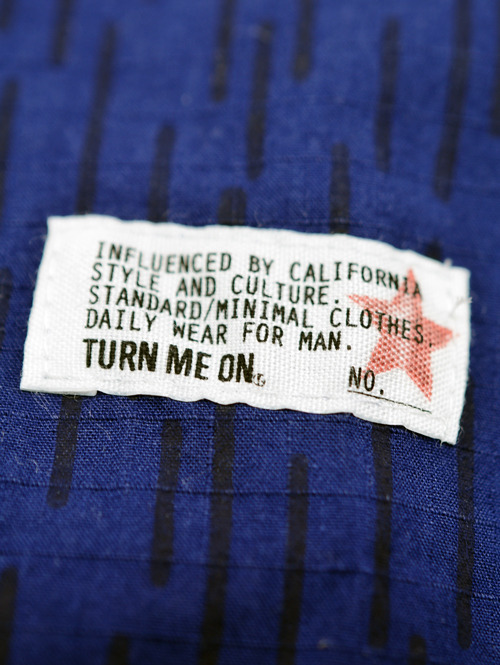 INFLUENCED BY CALIFORNIA
STYLE AND CULTURE.
STANDARD/MINIMAL CLOTHES.
DAILY WEAR FOR MAN.
TURN ME ON.
NO.